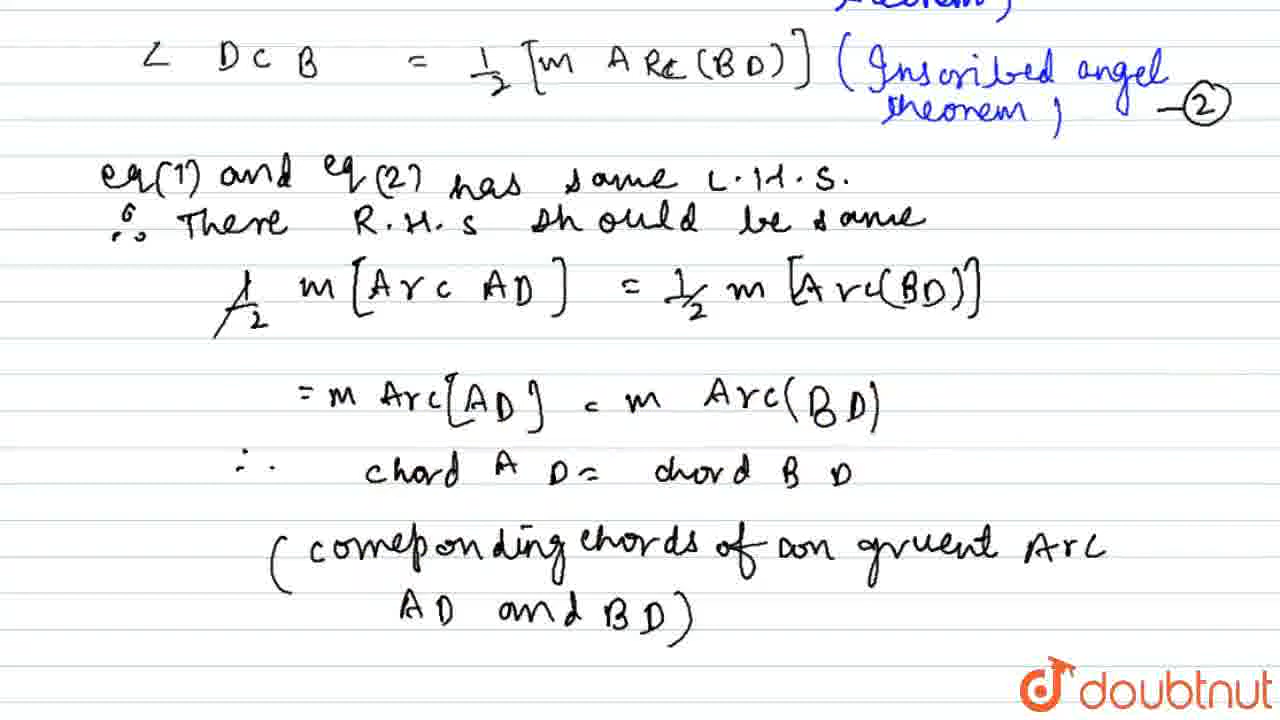 theorem)
∠ DCB = 1/2 [m ARC (BD)] (Inscribed angel
theorem) -②
eq(1) and eq(2) has same L.H.S.
∴ There R.H.S should be same
1/2 m[Arc AD] = 1/2 m [Arc(BD)]
= m Arc[AD] = m Arc(BD)
∴ chord AD = chord BD
(comeponding chords of congruent Arc
AD and BD)
doubtnut